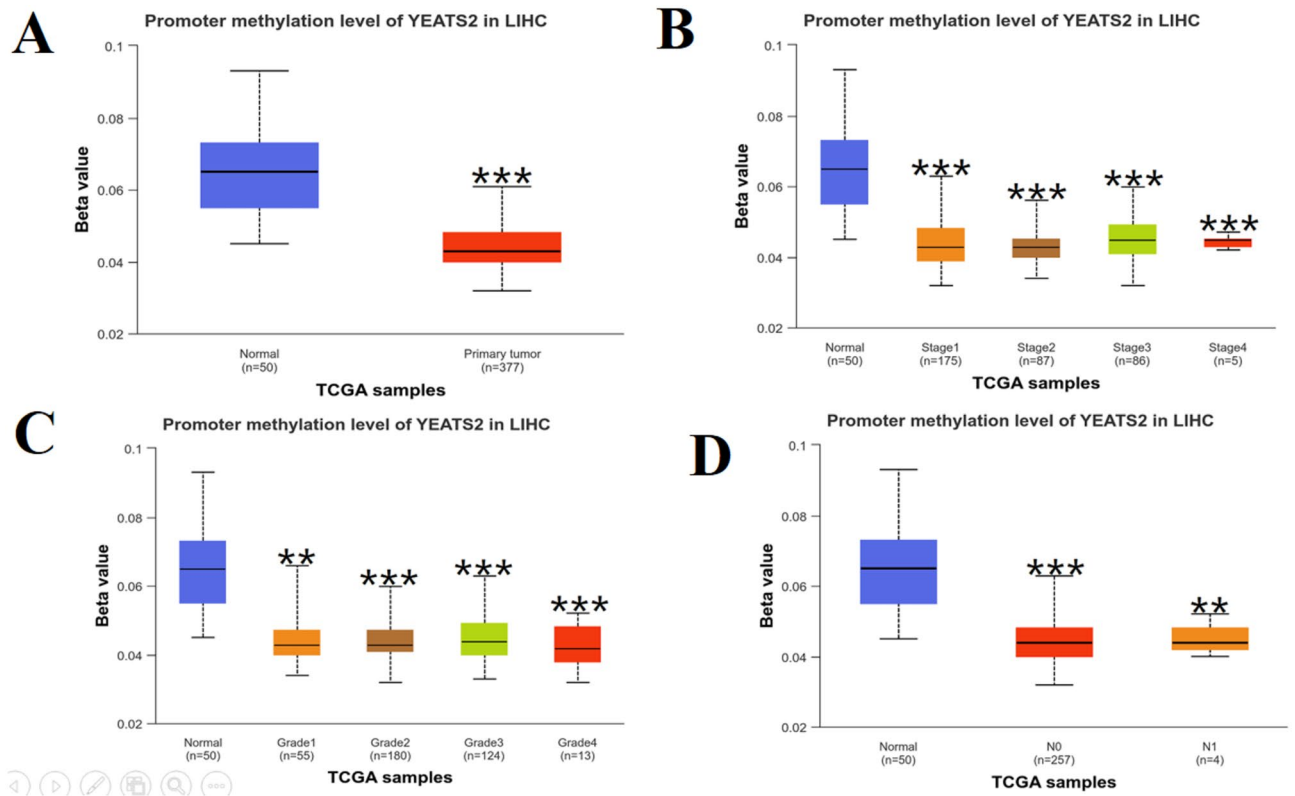 A
Promoter methylation level of YEATS2 in LIHC
0.1
0.08
0.06
0.04
0.02
Beta value
***
Normal
(n=50)
Primary tumor
(n=377)
TCGA samples
B
Promoter methylation level of YEATS2 in LIHC
0.1
0.08
0.06
0.04
0.02
Beta value
***
***
***
***
Normal
(n=50)
Stage1
(n=175)
Stage2
(n=87)
Stage3
(n=86)
Stage4
(n=5)
TCGA samples
C
Promoter methylation level of YEATS2 in LIHC
0.1
0.08
0.06
0.04
0.02
Beta value
**
***
***
***
Normal
(n=50)
Grade1
(n=55)
Grade2
(n=180)
Grade3
(n=124)
Grade4
(n=13)
TCGA samples
D
Promoter methylation level of YEATS2 in LIHC
0.1
0.08
0.06
0.04
0.02
Beta value
***
**
Normal
(n=50)
N0
(n=257)
N1
(n=4)
TCGA samples